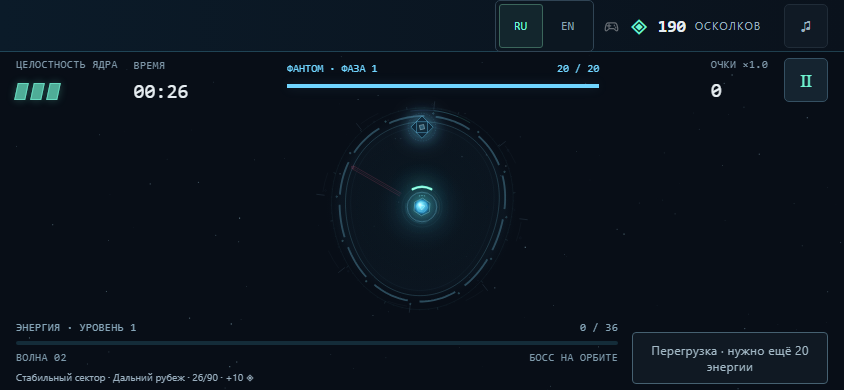 RU EN 190 ОСКОЛКОВ
ЦЕЛОСТНОСТЬ ЯДРА ВРЕМЯ ФАНТОМ · ФАЗА 1 20 / 20 ОЧКИ ×1.0
00:26 0 II
ЭНЕРГИЯ · УРОВЕНЬ 1 0 / 36
ВОЛНА 02 БОСС НА ОРБИТЕ
Перегрузка · нужно ещё 20
энергии
Стабильный сектор · Дальний рубеж · 26/90 · +10 ◈